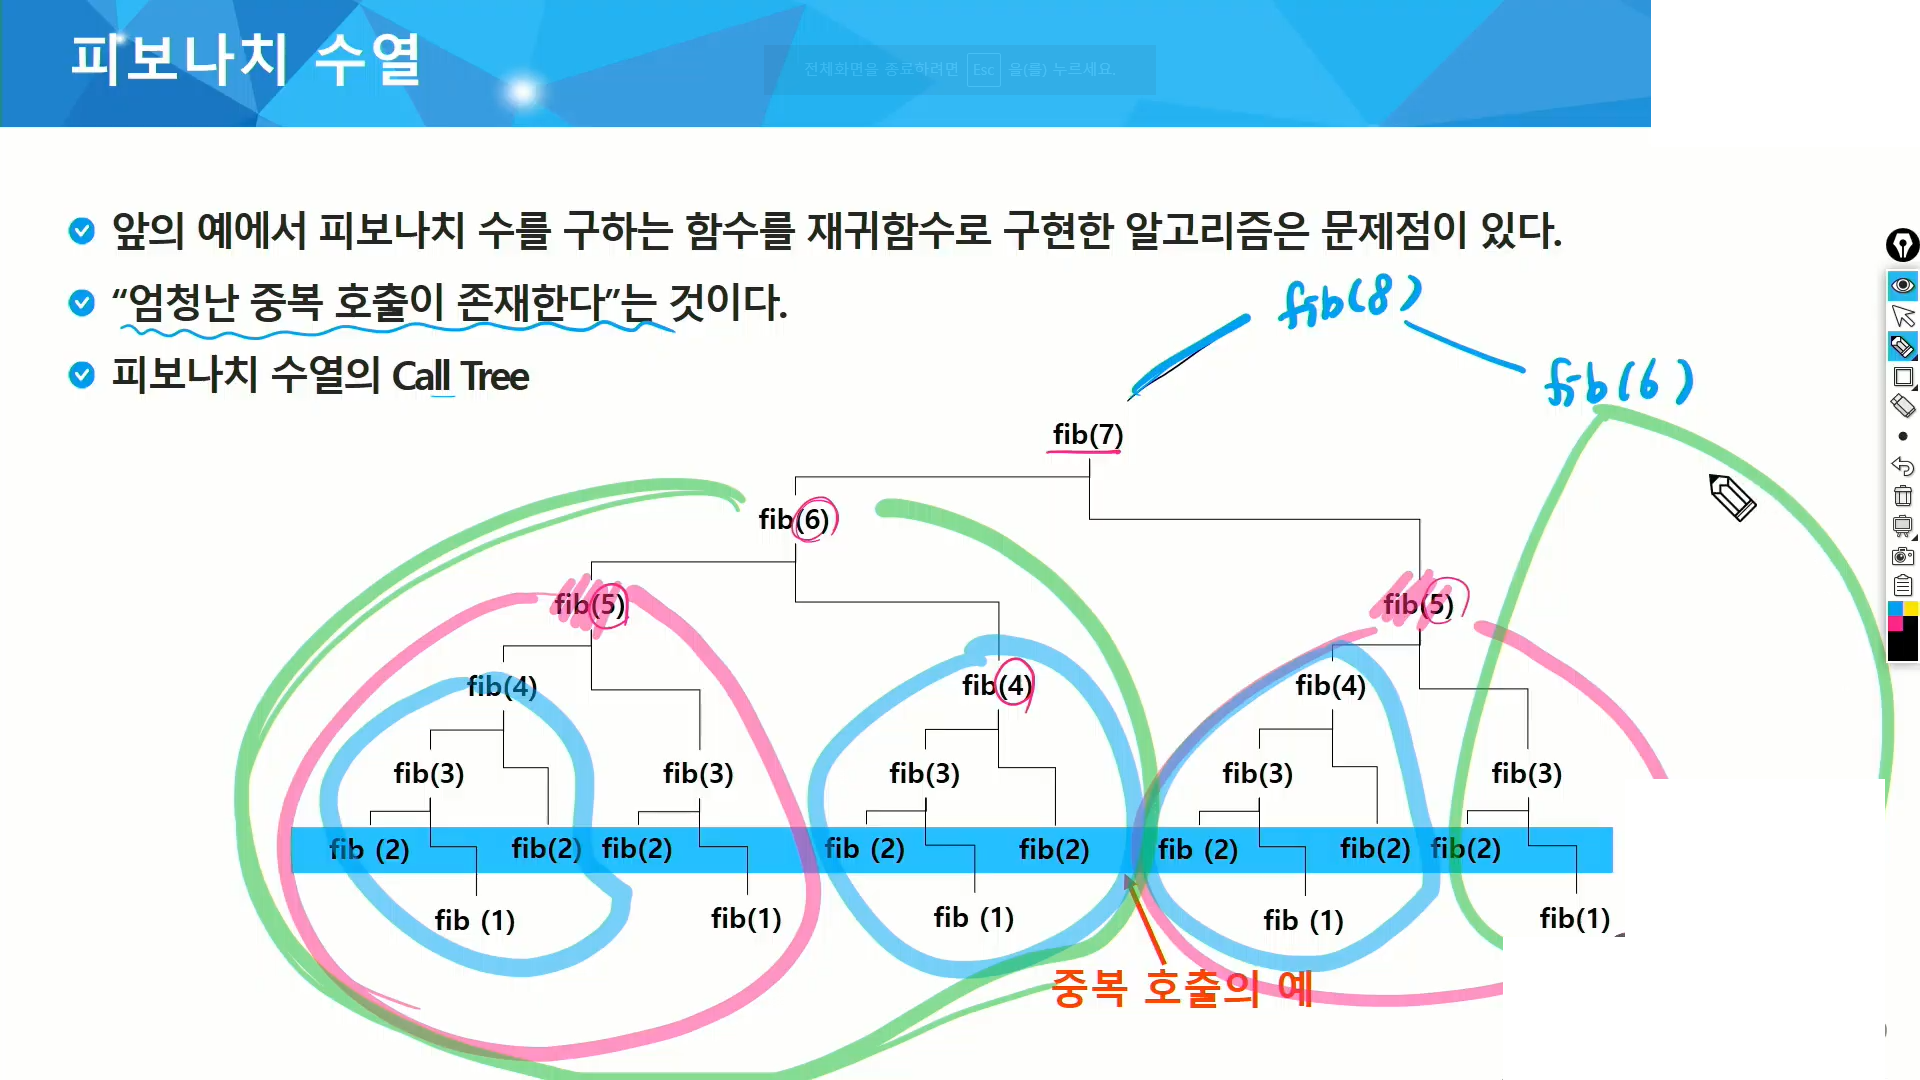 피보나치 수열
전체화면을 종료하려면 Esc 을(를) 누르세요.
앞의 예에서 피보나치 수를 구하는 함수를 재귀함수로 구현한 알고리즘은 문제점이 있다.
“엄청난 중복 호출이 존재한다”는 것이다.
fib(8)
피보나치 수열의 Call Tree
fib(6)
fib(7)
fib(6)
fib(5) fib(5)
fib(4) fib(4) fib(4)
fib(3) fib(3) fib(3) fib(3) fib(3)
fib (2) fib(2) fib(2) fib (2) fib(2) fib (2) fib(2) fib(2)
fib (1) fib(1) fib (1) fib (1) fib(1)
중복 호출의 예